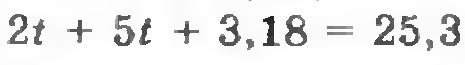 2t + 5t + 3,18 = 25,3